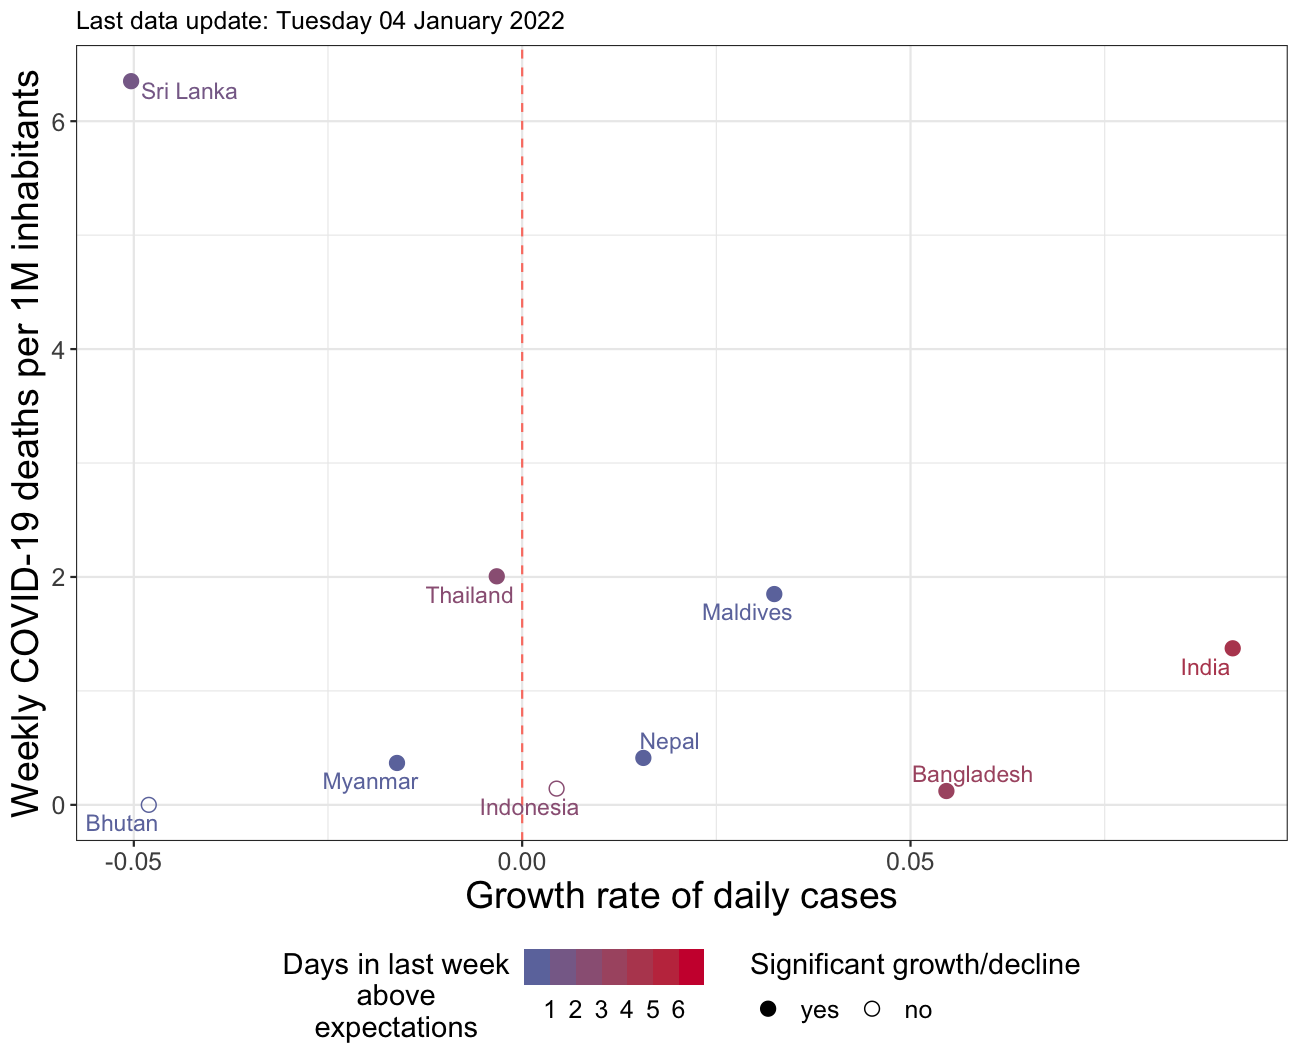 Last data update: Tuesday 04 January 2022
Weekly COVID-19 deaths per 1M inhabitants
6
4
2
0
Sri Lanka
Thailand
Maldives
India
Nepal
Myanmar
Bangladesh
Indonesia
Bhutan
-0.05 0.00 0.05
Growth rate of daily cases
Days in last week
above
expectations
1 2 3 4 5 6
Significant growth/decline
yes no